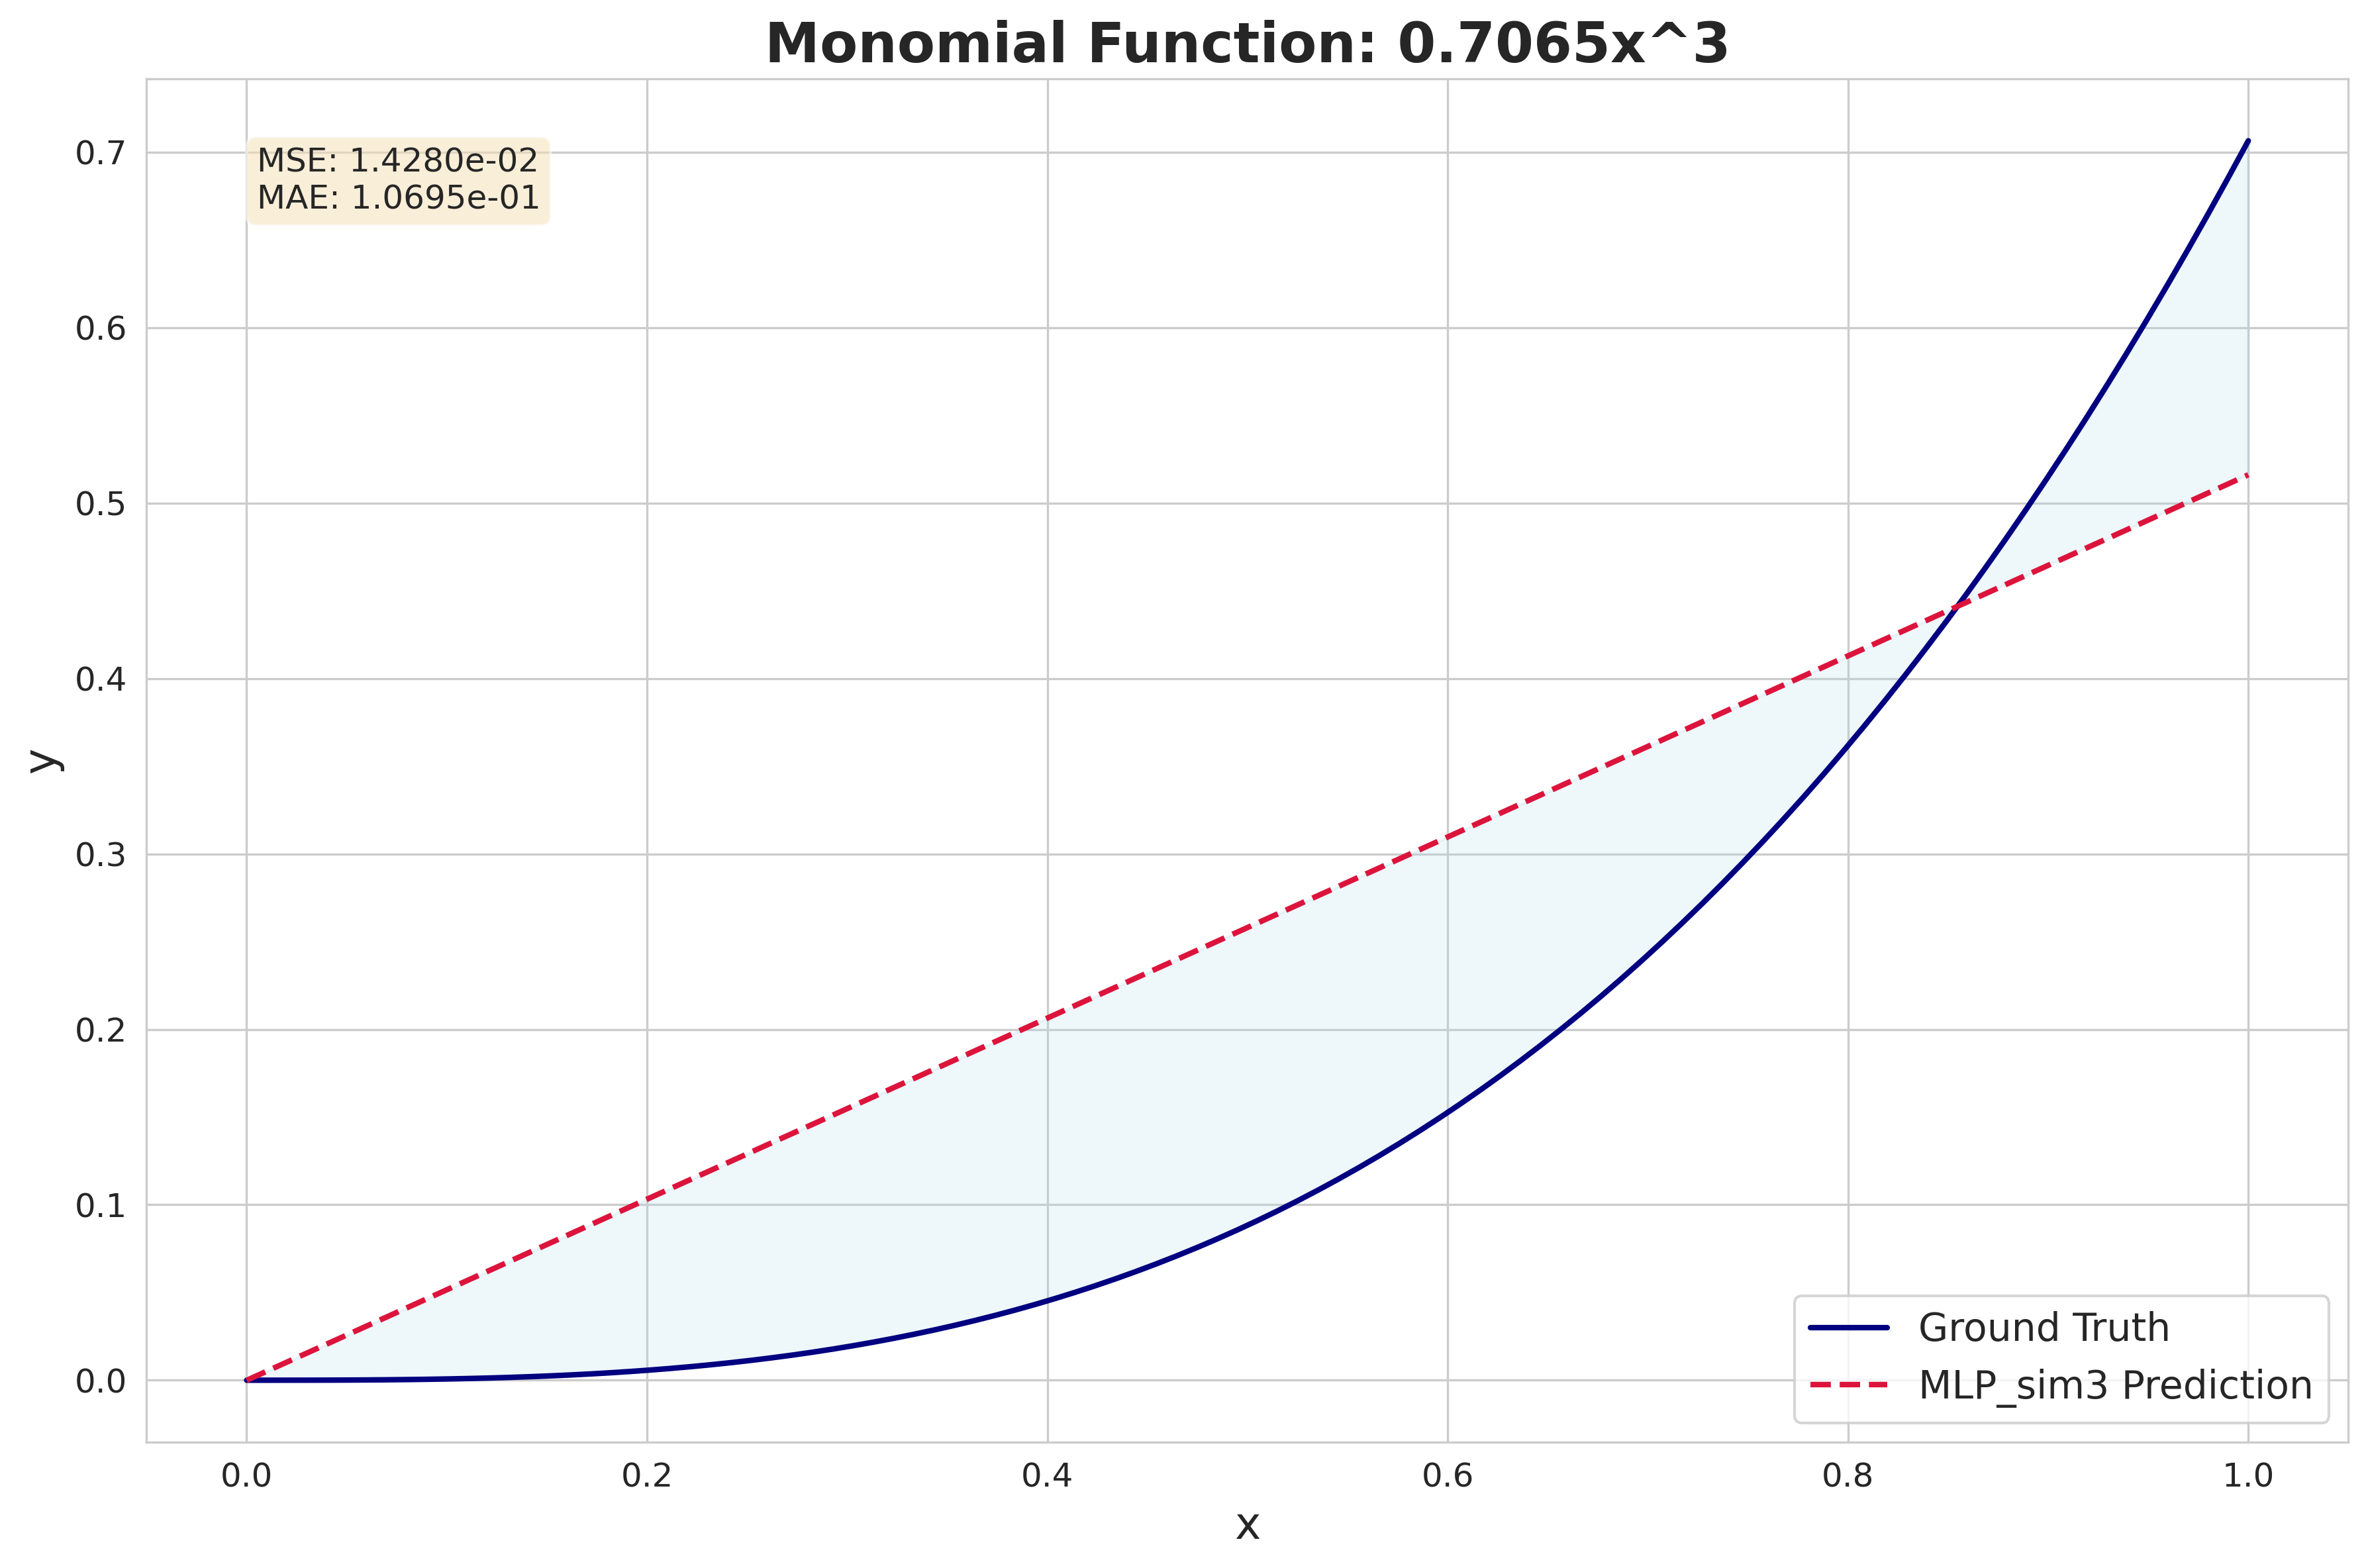 Monomial Function: 0.7065x^3
MSE: 1.4280e-02
MAE: 1.0695e-01
0.7
0.6
0.5
0.4
0.3
0.2
0.1
0.0
y
0.0 0.2 0.4 0.6 0.8 1.0
x
Ground Truth
MLP_sim3 Prediction